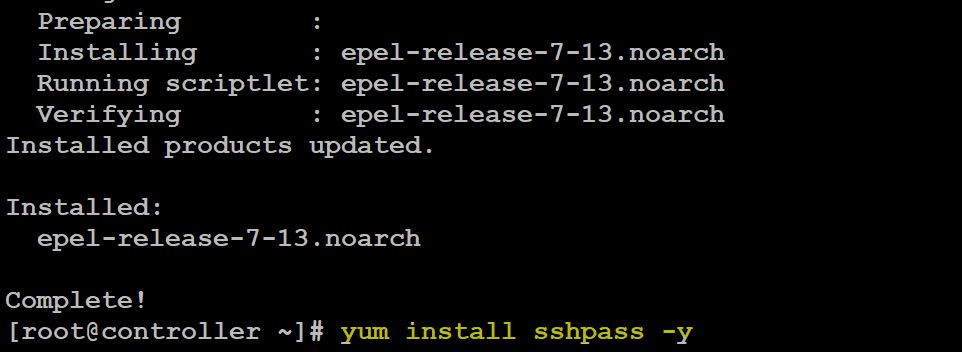 Preparing        :
Installing       : epel-release-7-13.noarch
Running scriptlet: epel-release-7-13.noarch
Verifying        : epel-release-7-13.noarch
Installed products updated.
Installed:
epel-release-7-13.noarch
Complete!
[root@controller ~]# yum install sshpass -y